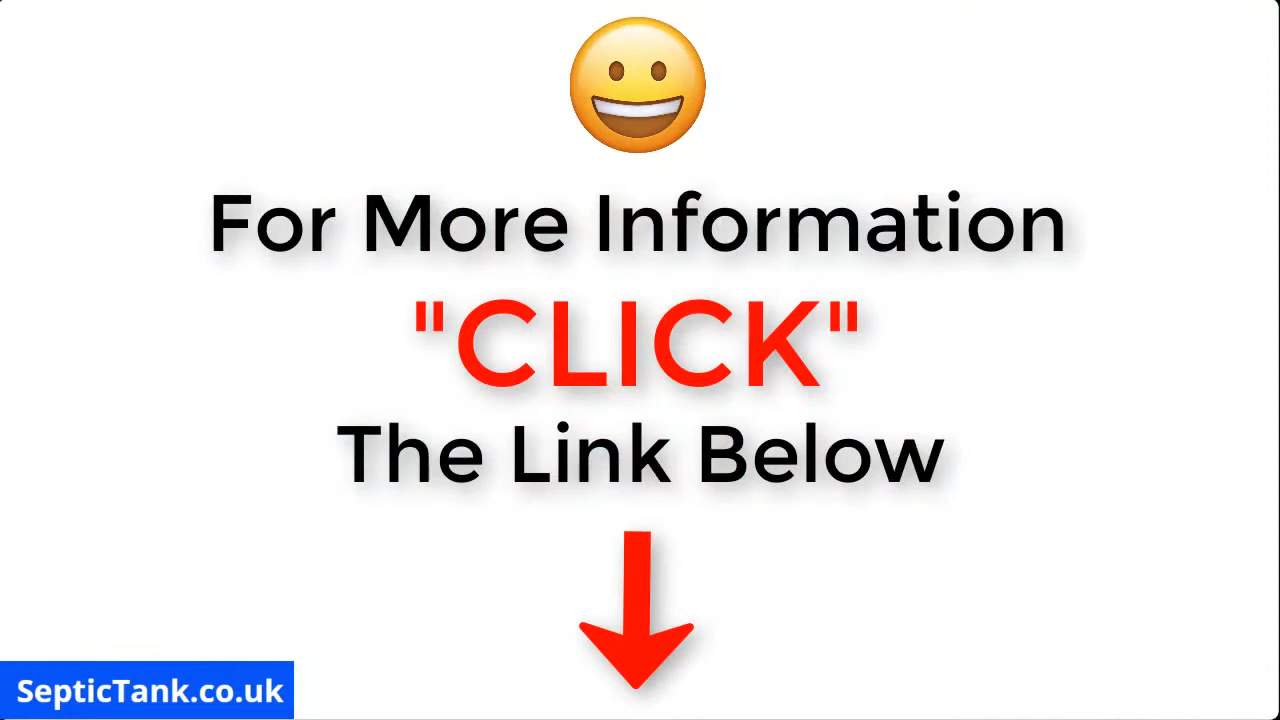 For More Information
"CLICK"
The Link Below
SepticTank.co.uk